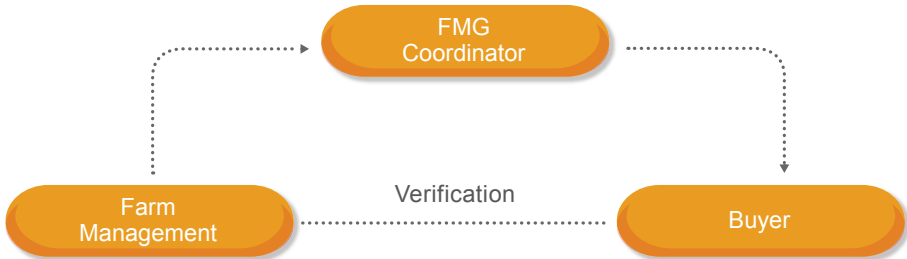 FMG
Coordinator
Verification
Farm
Management
Buyer